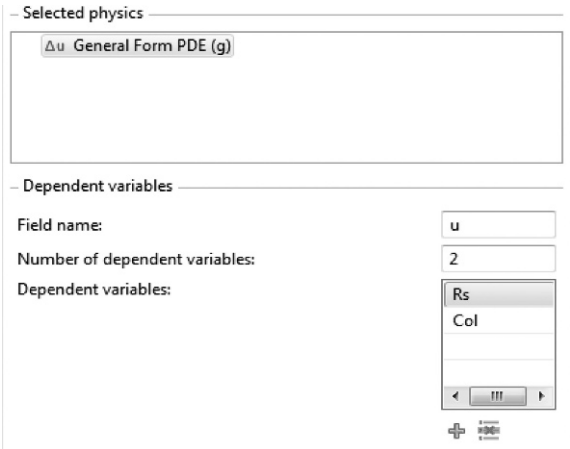 Selected physics
Δu General Form PDE (g)
Dependent variables
Field name: u
Number of dependent variables: 2
Dependent variables: Rs
Col